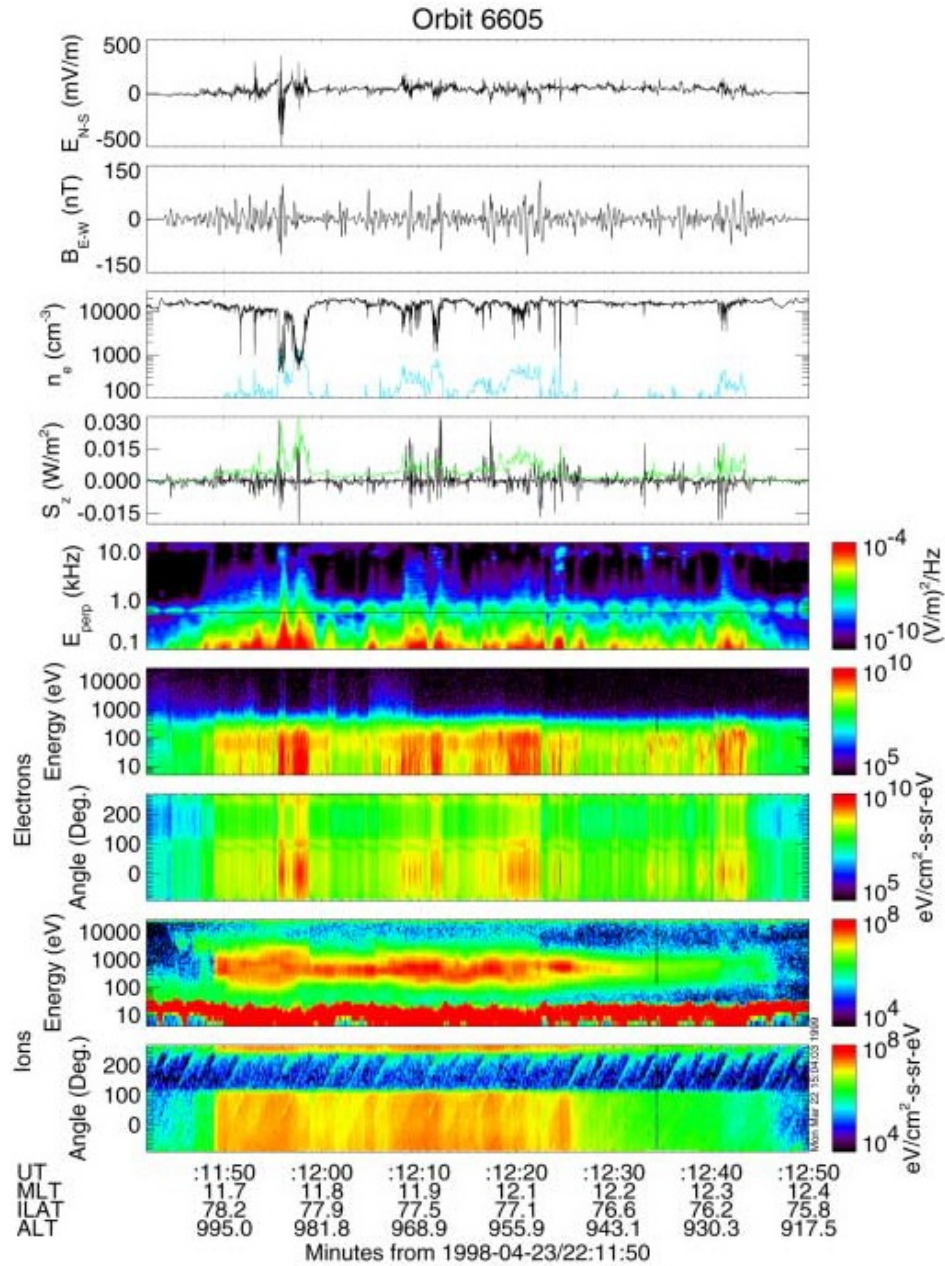 Orbit 6605
E_N-S (mV/m)
500
0
-500
B_E-W (nT)
150
0
-150
n_e (cm^-3)
10000
1000
100
S_z (W/m^2)
0.030
0.015
0.000
-0.015
E_perp (kHz)
10.0
1.0
0.1
10^-4
10^-10
(V/m)^2/Hz
Electrons
Energy (eV)
10000
1000
100
10
10^10
10^5
Angle (Deg.)
200
100
0
10^10
10^5
eV/cm^2-s-sr-eV
Ions
Energy (eV)
10000
1000
100
10
10^8
10^4
Angle (Deg.)
200
100
0
10^8
10^4
eV/cm^2-s-sr-eV
Mon Mar 22 15:04:03 1999
UT :11:50 :12:00 :12:10 :12:20 :12:30 :12:40 :12:50
MLT 11.7 11.8 11.9 12.1 12.2 12.3 12.4
ILAT 78.2 77.9 77.5 77.1 76.6 76.2 75.8
ALT 995.0 981.8 968.9 955.9 943.1 930.3 917.5
Minutes from 1998-04-23/22:11:50